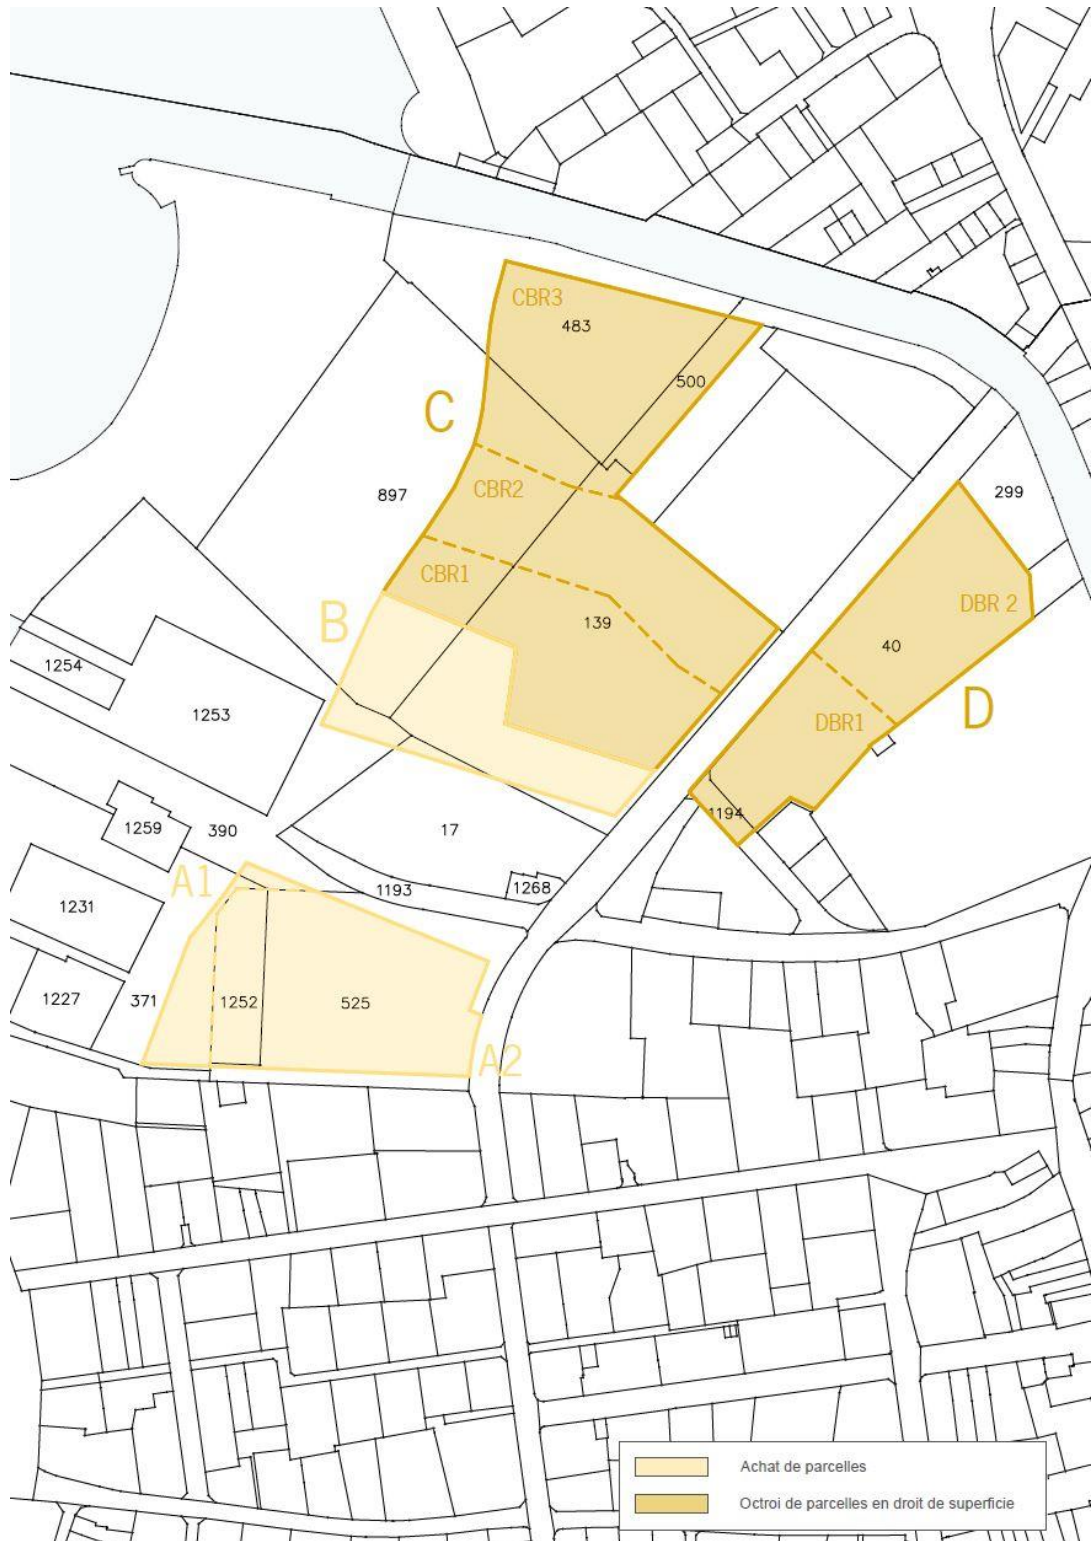 CBR3
483
500
C
CBR2
897
299
CBR1
DBR 2
B
139
40
1254
D
1253
DBR1
1194
1259
390
17
A1
1193
1268
1231
1227
371
1252
525
A2
Achat de parcelles
Octroi de parcelles en droit de superficie